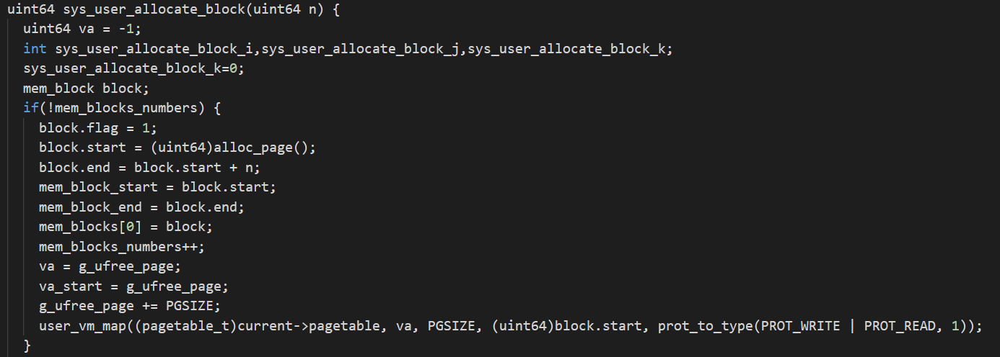 uint64 sys_user_allocate_block(uint64 n) {
uint64 va = -1;
int sys_user_allocate_block_i,sys_user_allocate_block_j,sys_user_allocate_block_k;
sys_user_allocate_block_k=0;
mem_block block;
if(!mem_blocks_numbers) {
block.flag = 1;
block.start = (uint64)alloc_page();
block.end = block.start + n;
mem_block_start = block.start;
mem_block_end = block.end;
mem_blocks[0] = block;
mem_blocks_numbers++;
va = g_ufree_page;
va_start = g_ufree_page;
g_ufree_page += PGSIZE;
user_vm_map((pagetable_t)current->pagetable, va, PGSIZE, (uint64)block.start, prot_to_type(PROT_WRITE | PROT_READ, 1));
}